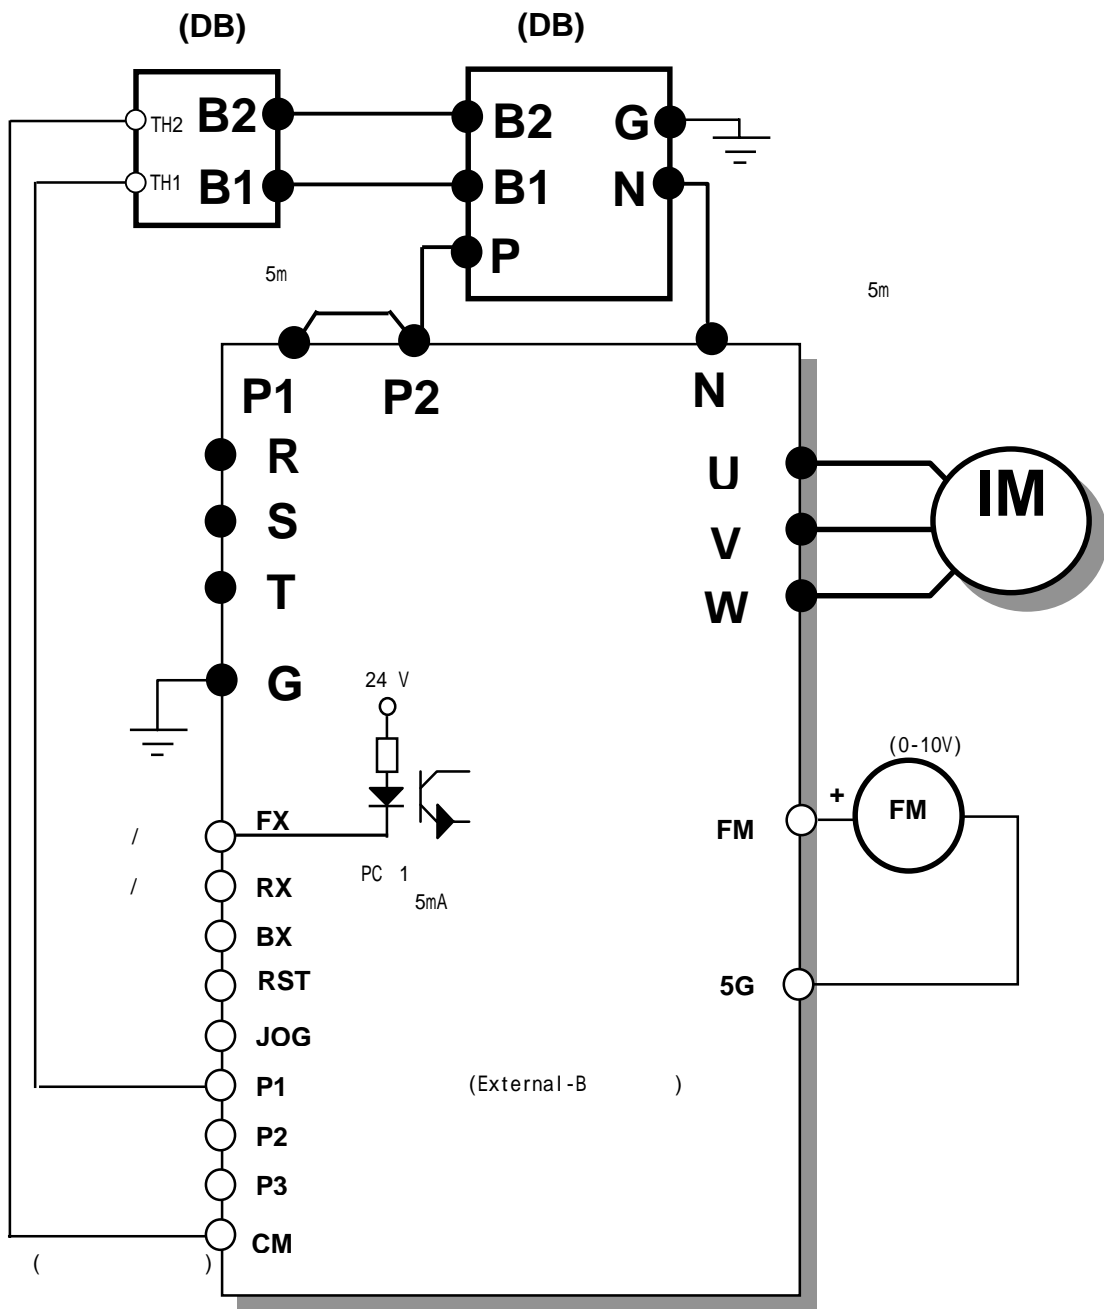 (DB) (DB)
TH2 B2 B2 G
TH1 B1 B1 N
P
5m
5m
P1 P2 N
R
U
S
V
T
W
IM
G
24 V
(0-10V)
+
FM
FX
FM
/
PC 1
5mA
/
RX
BX
RST
5G
JOG
P1
(External-B )
P2
P3
CM
( )